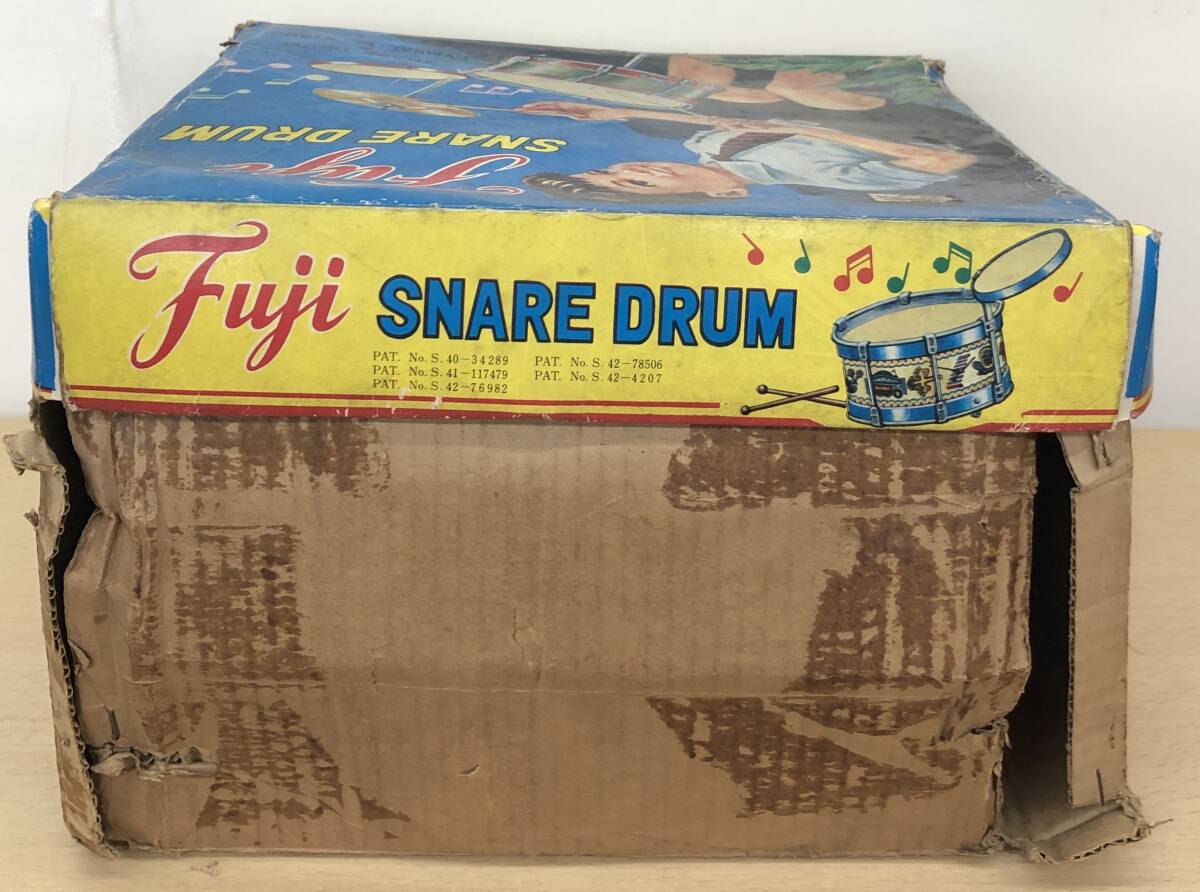 Fuji
SNARE DRUM
Fuji SNARE DRUM
PAT. No. S. 40-34289 PAT. No. S. 42-78506
PAT. No. S. 41-117479 PAT. No. S. 42-4207
PAT. No. S. 42-76982